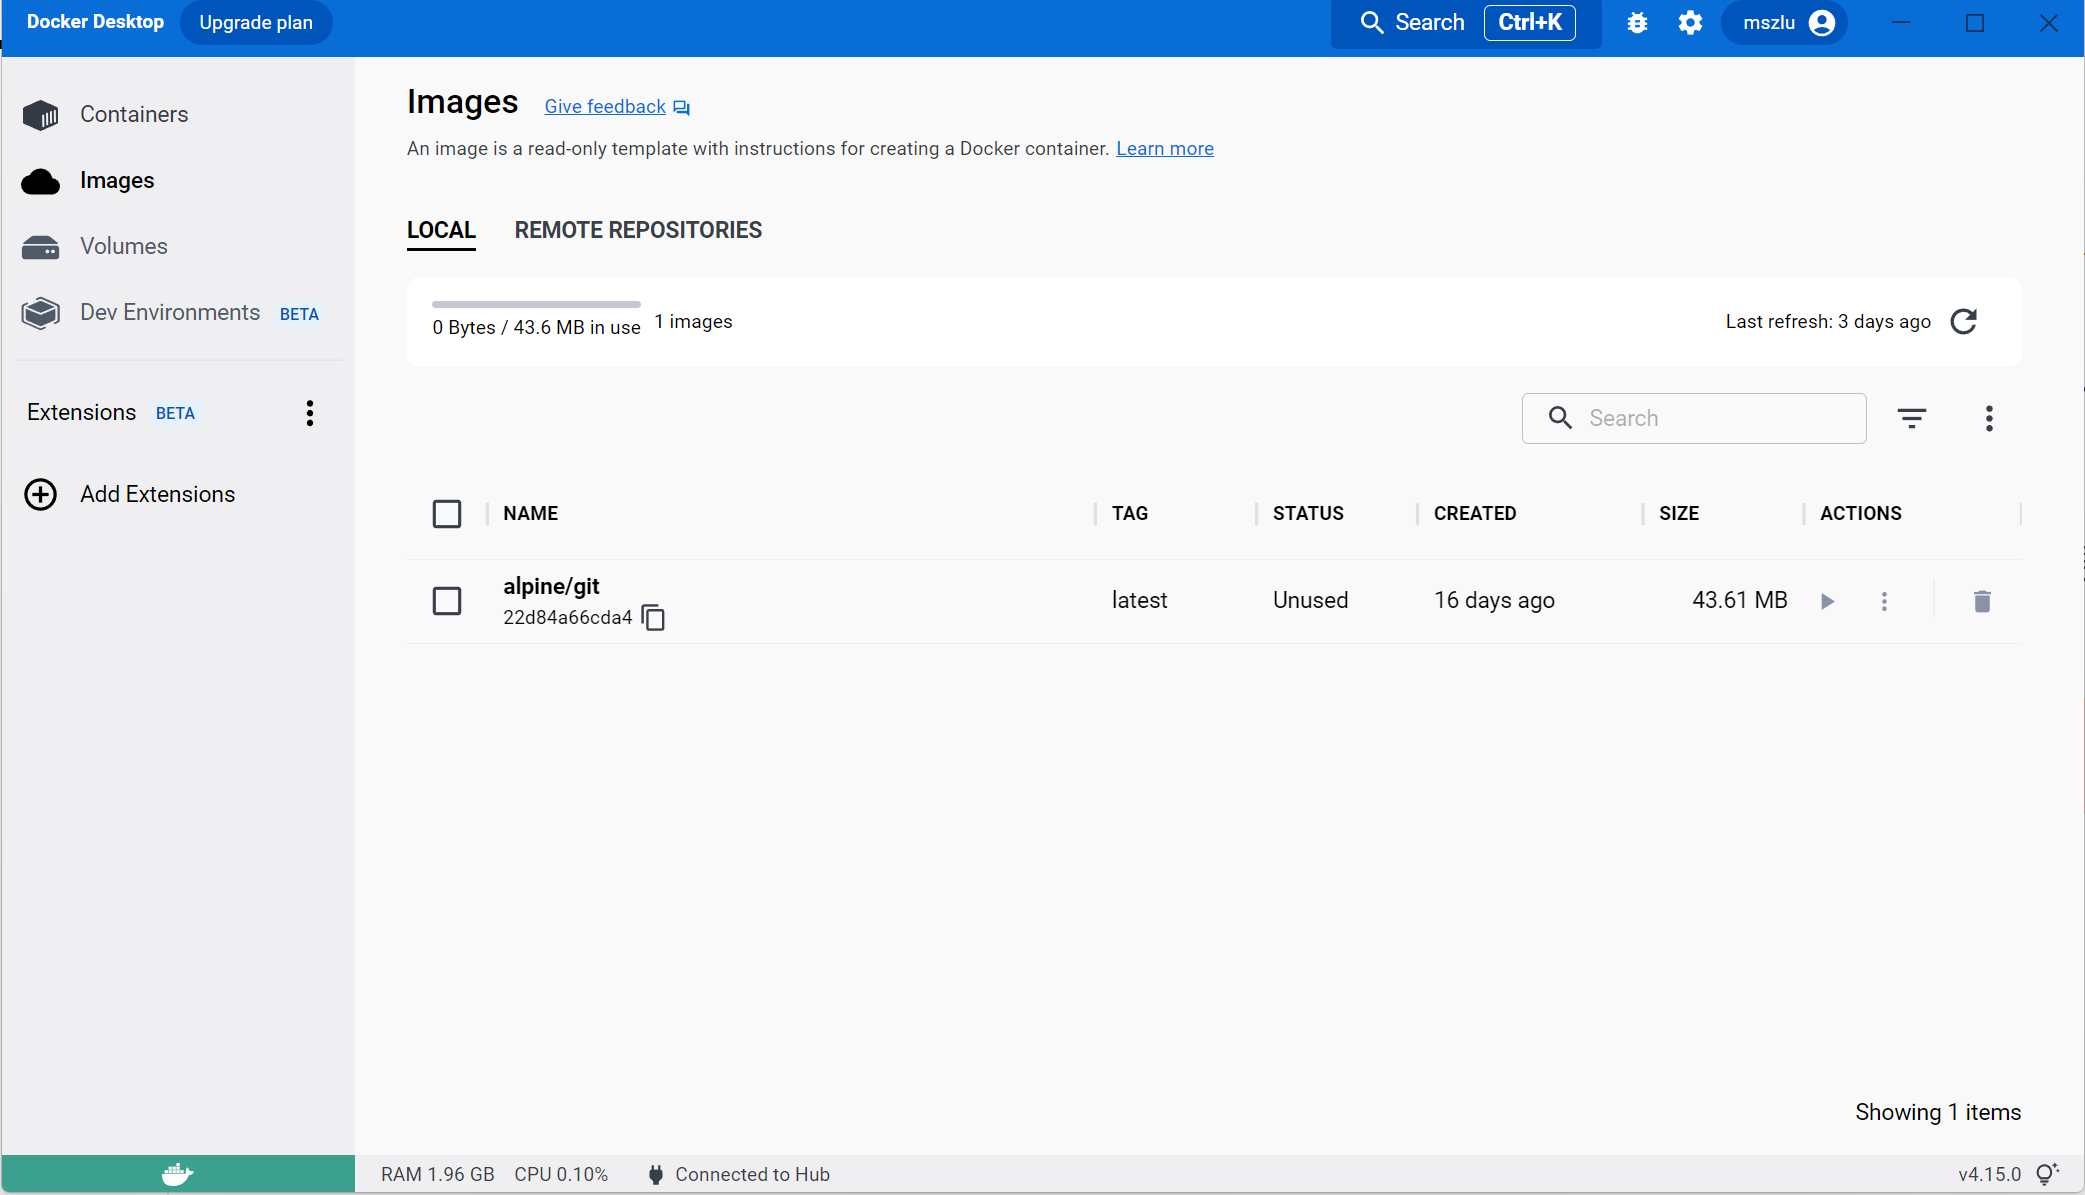 Docker Desktop Upgrade plan Search Ctrl+K mszlu
Containers
Images
Volumes
Dev Environments BETA
Extensions BETA
Add Extensions
Images Give feedback
An image is a read-only template with instructions for creating a Docker container. Learn more
LOCAL REMOTE REPOSITORIES
0 Bytes / 43.6 MB in use 1 images Last refresh: 3 days ago
Search
NAME TAG STATUS CREATED SIZE ACTIONS
alpine/git latest Unused 16 days ago 43.61 MB
22d84a66cda4
Showing 1 items
RAM 1.96 GB CPU 0.10% Connected to Hub v4.15.0